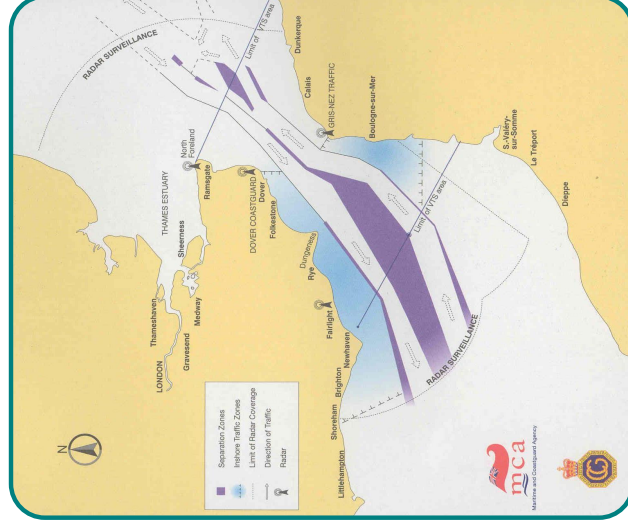 N
LONDON
Thameshaven
Gravesend
Medway
Sheerness
THAMES ESTUARY
North
Foreland
Ramsgate
DOVER COASTGUARD
Dover
Folkestone
Dungeness
Rye
Fairlight
Newhaven
Brighton
Shoreham
Littlehampton
RADAR SURVEILLANCE
Limit of VTS area
Dunkerque
Calais
GRIS-NEZ TRAFFIC
Boulogne-sur-Mer
Limit of VTS area
S.-Valéry-
sur-Somme
Le Tréport
Dieppe
RADAR SURVEILLANCE
Separation Zones
Inshore Traffic Zones
Limit of Radar Coverage
Direction of Traffic
Radar
mca
Maritime and Coastguard Agency